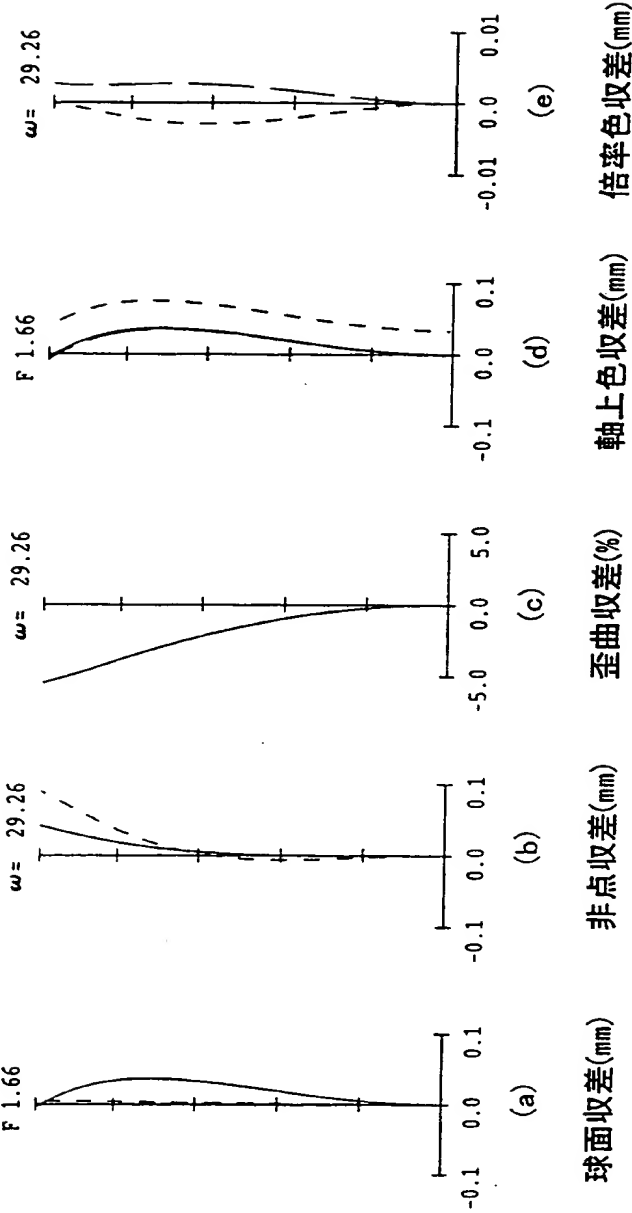 F 1.66
-0.1 0.0 0.1
(a)
球面収差(mm)
ω= 29.26
-0.1 0.0 0.1
(b)
非点収差(mm)
ω= 29.26
-5.0 0.0 5.0
(c)
歪曲収差(%)
F 1.66
-0.1 0.0 0.1
(d)
軸上色収差(mm)
ω= 29.26
-0.01 0.0 0.01
(e)
倍率色収差(mm)